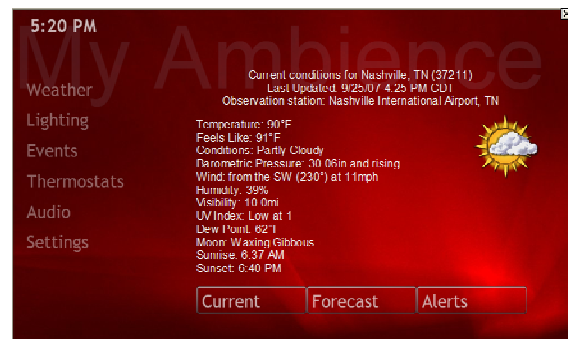 5:20 PM
My Ambience
Weather
Lighting
Events
Thermostats
Audio
Settings
Current conditions for Nashville, TN (37211)
Last Updated: 9/25/07 4:25 PM CDT
Observation station: Nashville International Airport, TN
Temperature: 90°F
Feels Like: 91°F
Conditions: Partly Cloudy
Barometric Pressure: 30.06in and rising
Wind: from the SW (230°) at 11mph
Humidity: 39%
Visibility: 10.0mi
UV Index: Low at 1
Dew Point: 62°F
Moon: Waxing Gibbous
Sunrise: 6:37 AM
Sunset: 6:40 PM
Current
Forecast
Alerts